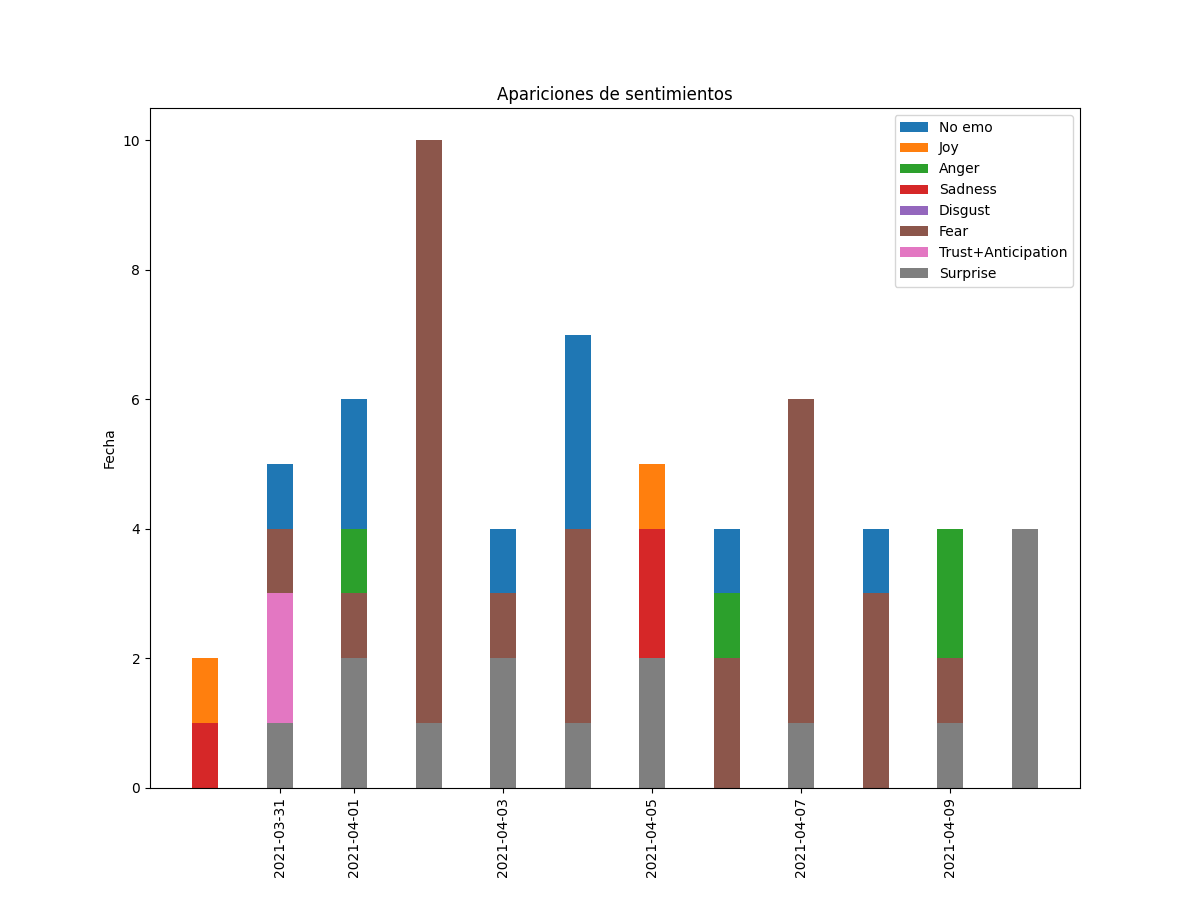 Apariciones de sentimientos
No emo
Joy
Anger
Sadness
Disgust
Fear
Trust+Anticipation
Surprise
10
8
6
4
2
0
Fecha
2021-03-31
2021-04-01
2021-04-03
2021-04-05
2021-04-07
2021-04-09